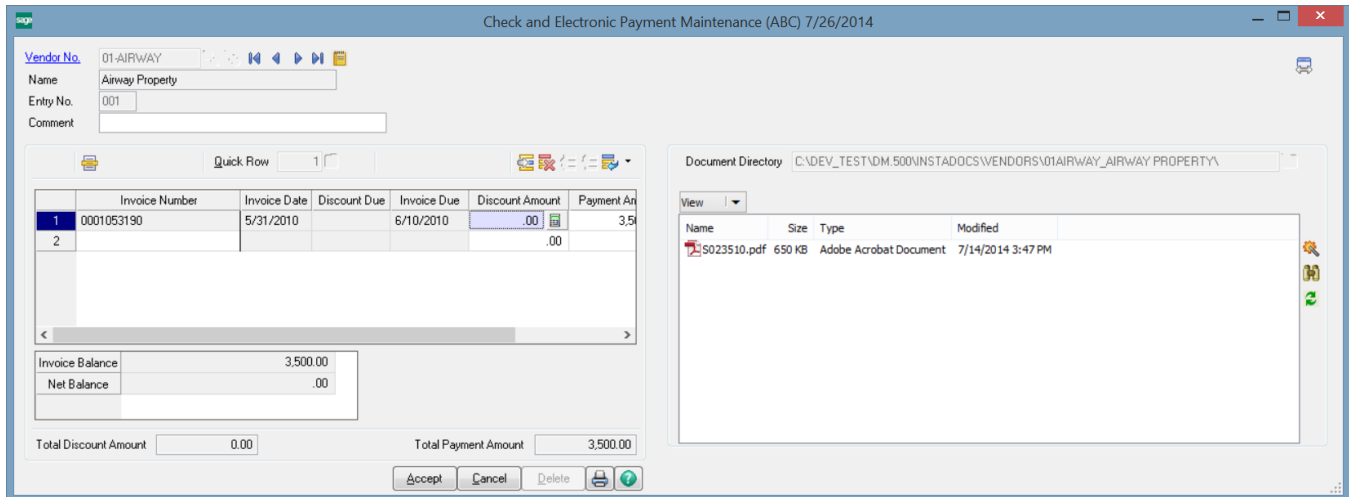 sage
Check and Electronic Payment Maintenance (ABC) 7/26/2014
Vendor No. 01-AIRWAY
Name Airway Property
Entry No. 001
Comment
Quick Row 1
Invoice Number Invoice Date Discount Due Invoice Due Discount Amount Payment Am
1 0001053190 5/31/2010 6/10/2010 .00 3,50
2 .00
Invoice Balance 3,500.00
Net Balance .00
Total Discount Amount 0.00 Total Payment Amount 3,500.00
Accept Cancel Delete
Document Directory C:\DEV_TEST\DM.500\INSTADOCS\VENDORS\01AIRWAY_AIRWAY PROPERTY\
View
Name Size Type Modified
S023510.pdf 650 KB Adobe Acrobat Document 7/14/2014 3:47 PM